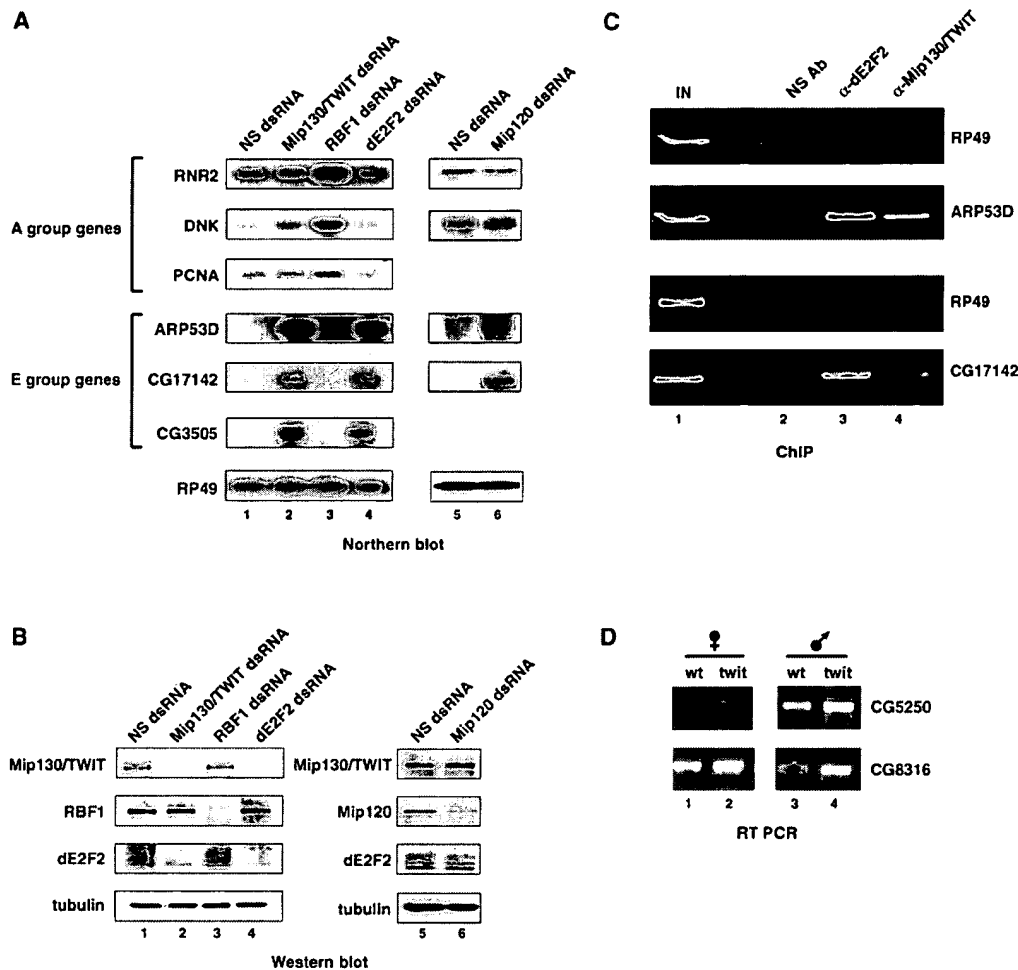 A
NS dsRNA
Mip130/TWIT dsRNA
RBF1 dsRNA
dE2F2 dsRNA
NS dsRNA
Mip120 dsRNA
A group genes
RNR2
DNK
PCNA
E group genes
ARP53D
CG17142
CG3505
RP49
1 2 3 4 5 6
Northern blot
B
NS dsRNA
Mip130/TWIT dsRNA
RBF1 dsRNA
dE2F2 dsRNA
Mip130/TWIT
RBF1
dE2F2
tubulin
1 2 3 4
NS dsRNA
Mip120 dsRNA
Mip130/TWIT
Mip120
dE2F2
tubulin
5 6
Western blot
C
IN
NS Ab
α-dE2F2
α-Mip130/TWIT
RP49
ARP53D
RP49
CG17142
1 2 3 4
ChIP
D
♀ ♂
wt twit wt twit
CG5250
CG8316
1 2 3 4
RT PCR